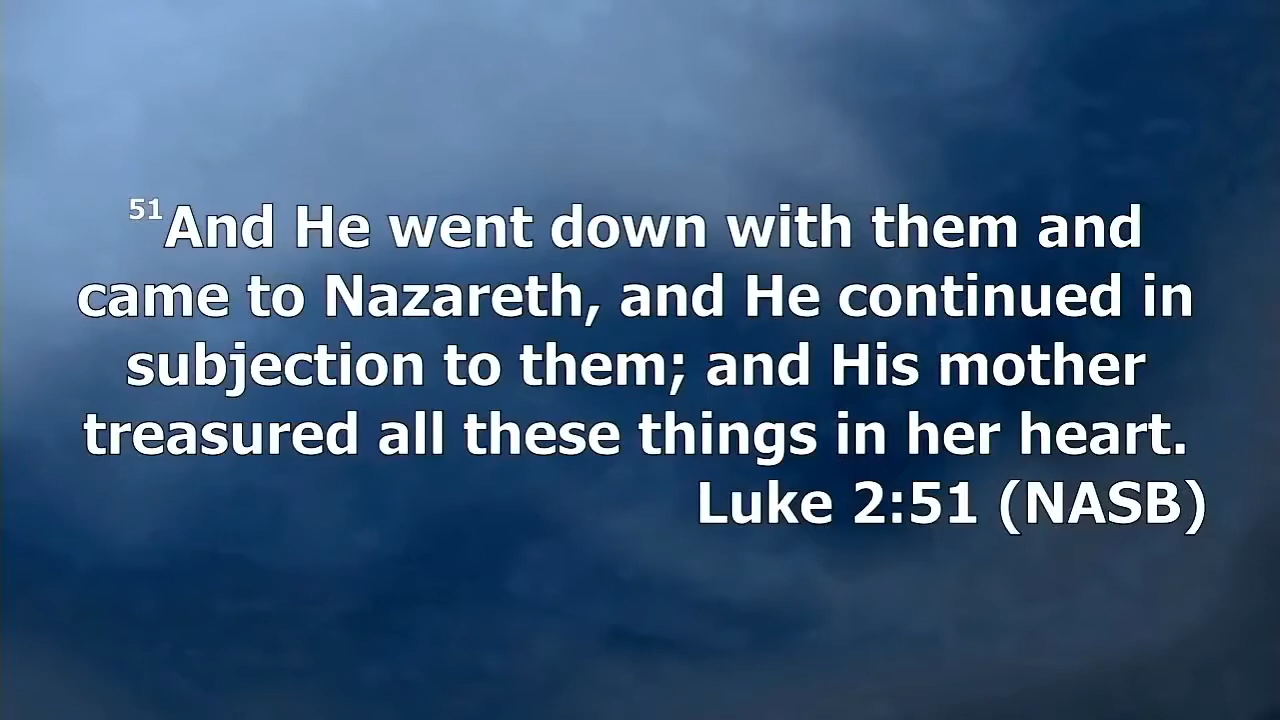 51And He went down with them and
came to Nazareth, and He continued in
subjection to them; and His mother
treasured all these things in her heart.
Luke 2:51 (NASB)